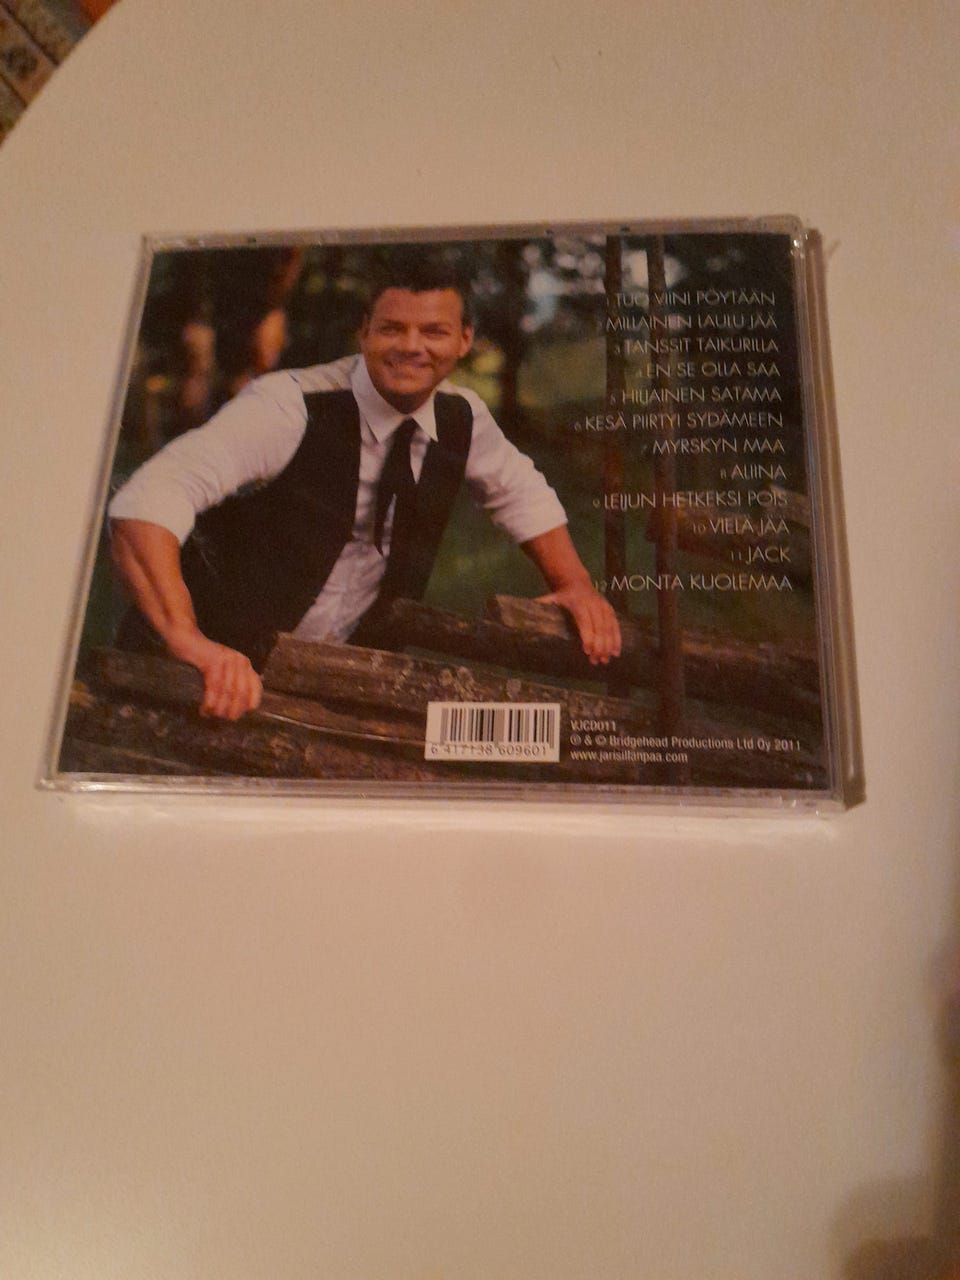 1 TUO VIINI PÖYTÄÄN
2 MILLAINEN LAULU JÄÄ
3 TANSSIT TAIKURILLA
4 EN SE OLLA SAA
5 HILJAINEN SATAMA
6 KESÄ PIIRTYI SYDÄMEEN
7 MYRSKYN MAA
8 ALIINA
9 LEIJUN HETKEKSI POIS
10 VIELÄ JÄÄ
11 JACK
12 MONTA KUOLEMAA
6 417138 609601
VJCD011
℗ & © Bridgehead Productions Ltd Oy 2011
www.jarisillanpaa.com